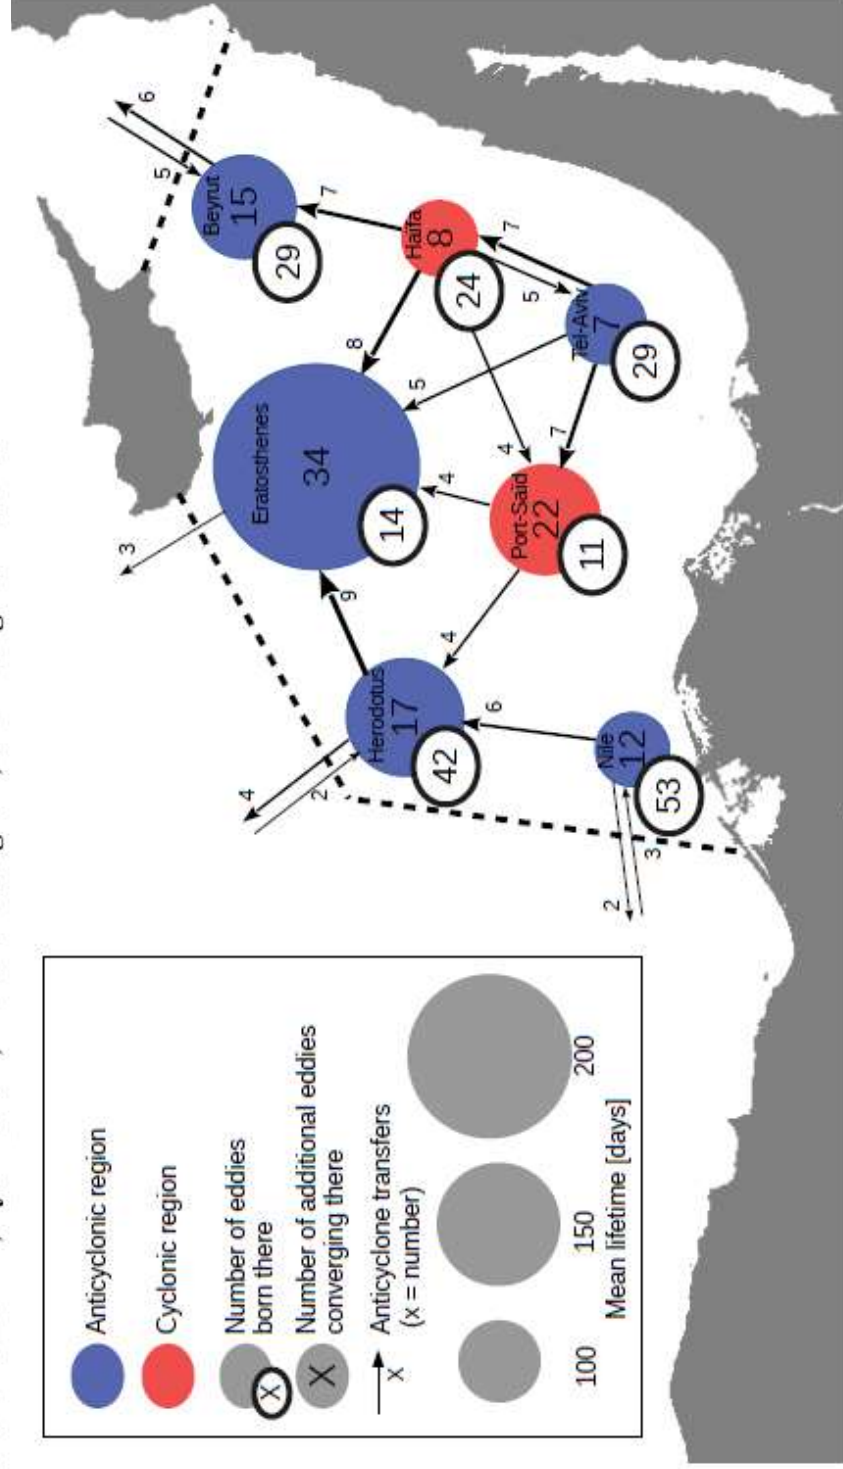 Anticyclonic region
Cyclonic region
Number of eddies
born there
X
Number of additional eddies
converging there
X
Anticyclone transfers
(x = number)
X
100
150
200
Mean lifetime [days]
Beyrut
15
29
6
5
7
Haifa
8
24
7
5
Tel-Aviv
7
29
8
5
4
7
Eratosthenes
34
14
3
4
Port-Saïd
22
11
4
9
Herodotus
17
42
4
2
6
Nile
12
53
2
3